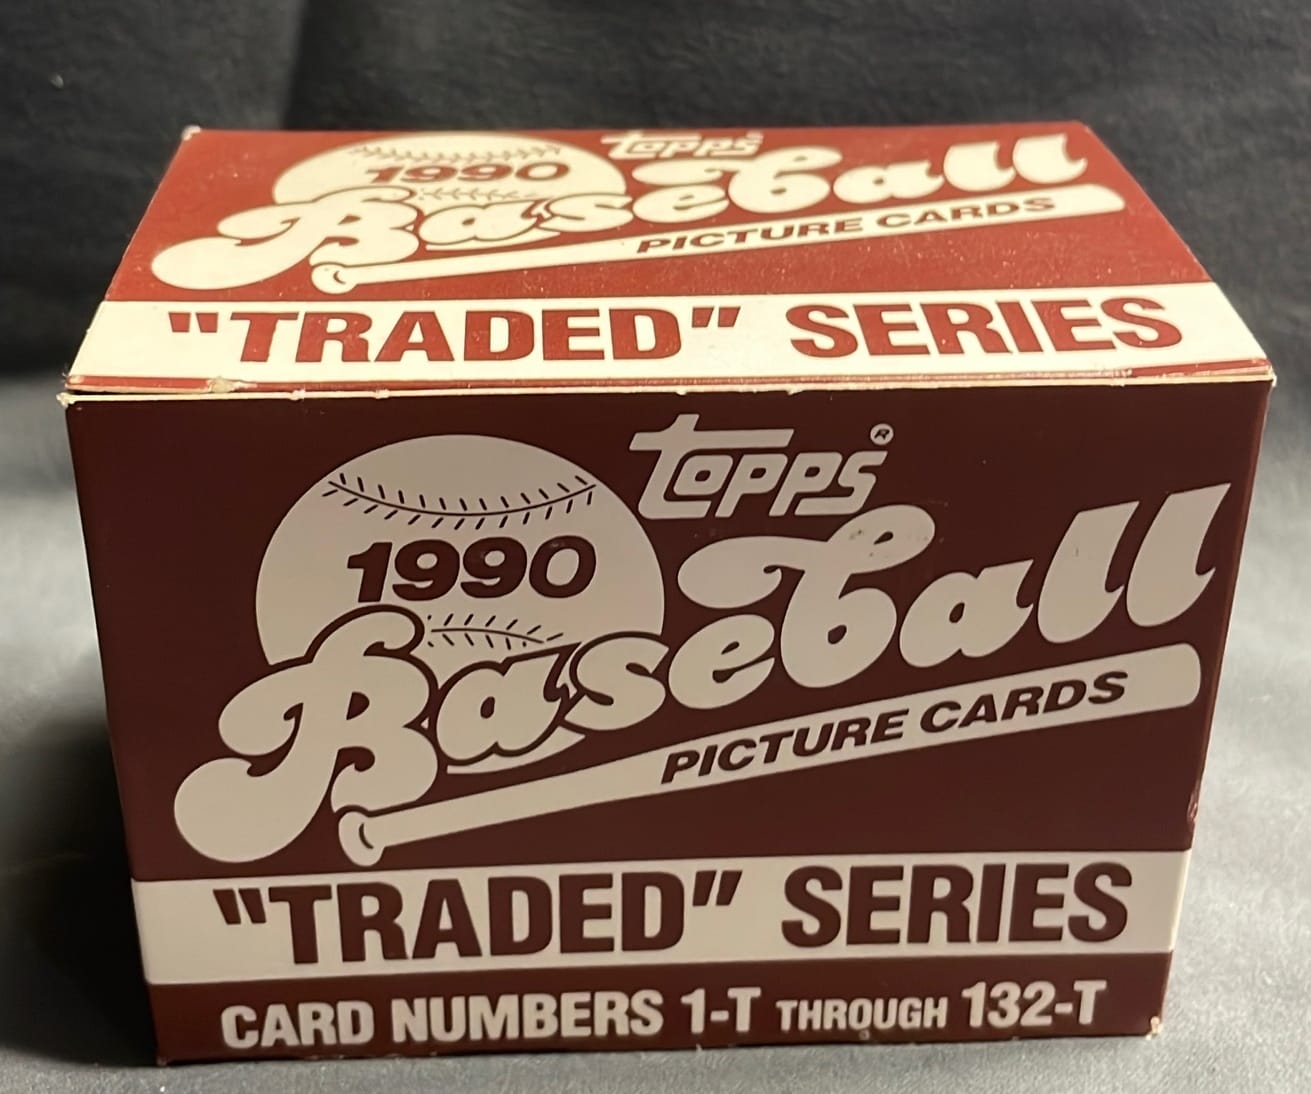 topps
1990
Baseball
PICTURE CARDS
"TRADED" SERIES
topps®
1990
Baseball
PICTURE CARDS
"TRADED" SERIES
CARD NUMBERS 1-T THROUGH 132-T